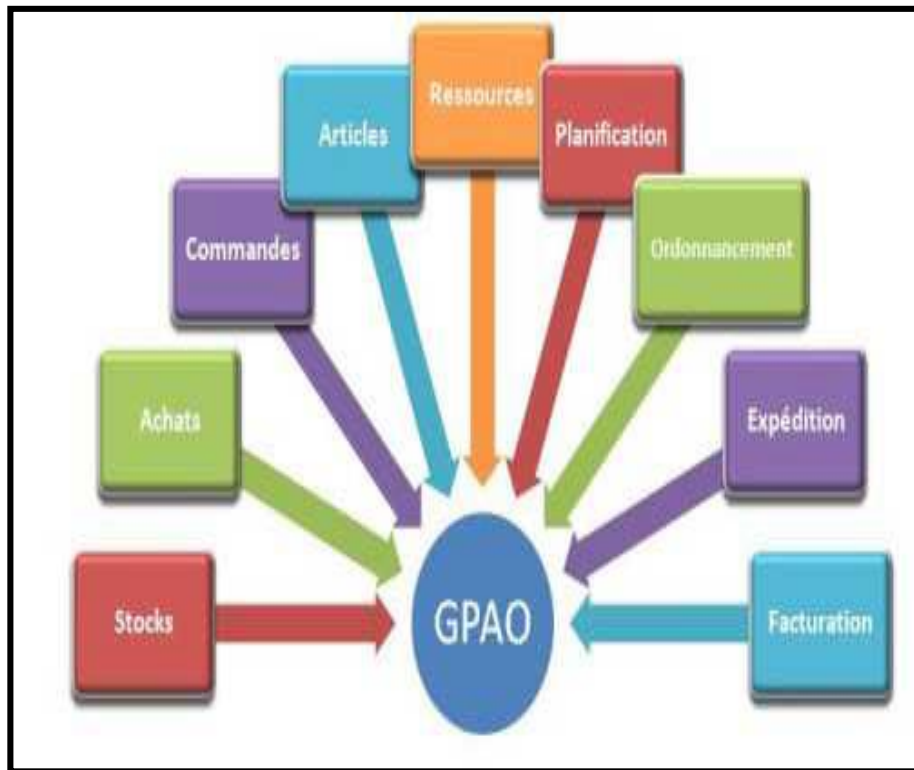 Ressources
Articles
Planification
Commandes
Ordonnancement
Achats
Expédition
Stocks
GPAO
Facturation